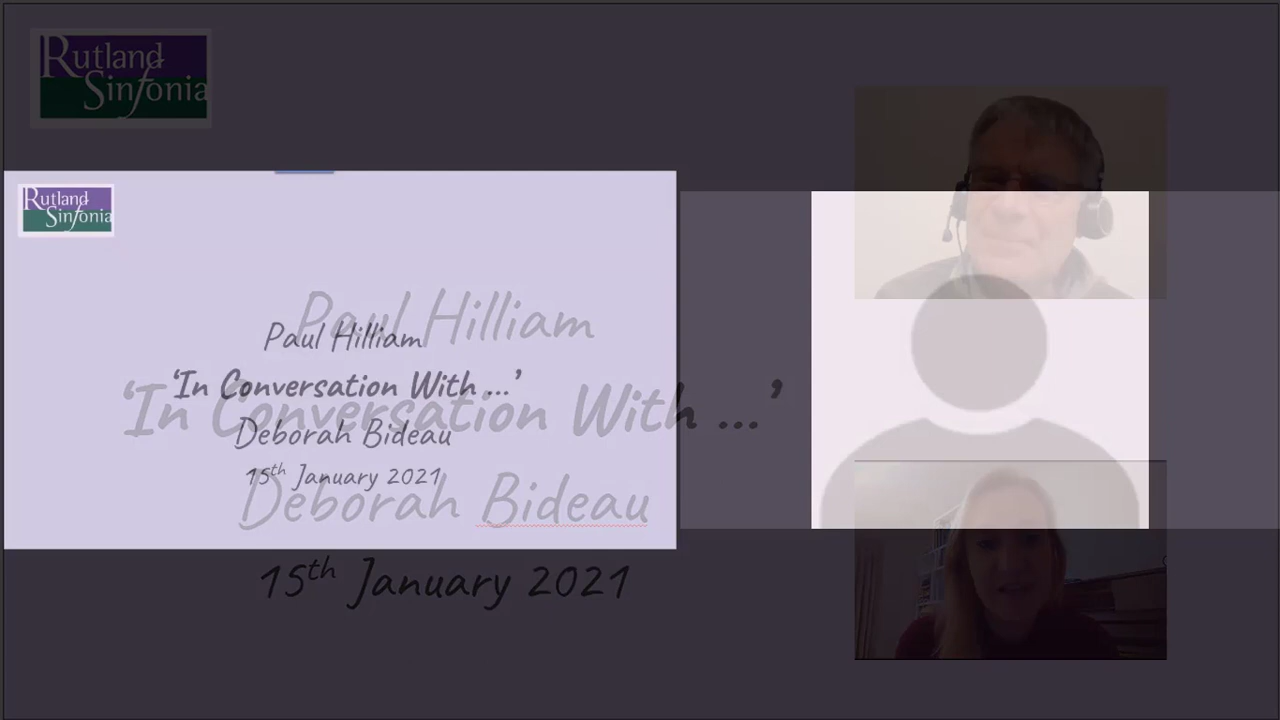 Rutland
Sinfonia
Rutland
Sinfonia
Paul Hilliam
'In Conversation With ...'
Deborah Bideau
15th January 2021
Paul Hilliam
'In Conversation With ...'
Deborah Bideau
15th January 2021